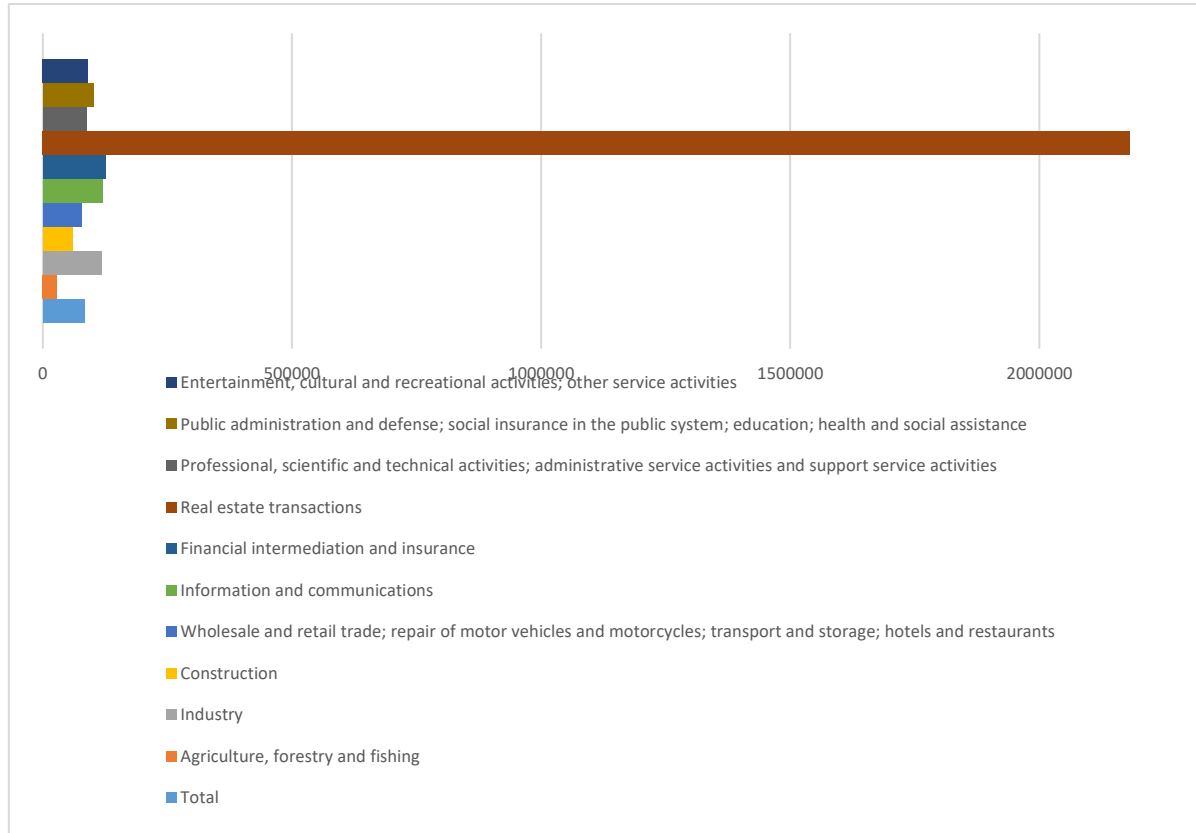 0 500000 1000000 1500000 2000000
Entertainment, cultural and recreational activities; other service activities
Public administration and defense; social insurance in the public system; education; health and social assistance
Professional, scientific and technical activities; administrative service activities and support service activities
Real estate transactions
Financial intermediation and insurance
Information and communications
Wholesale and retail trade; repair of motor vehicles and motorcycles; transport and storage; hotels and restaurants
Construction
Industry
Agriculture, forestry and fishing
Total